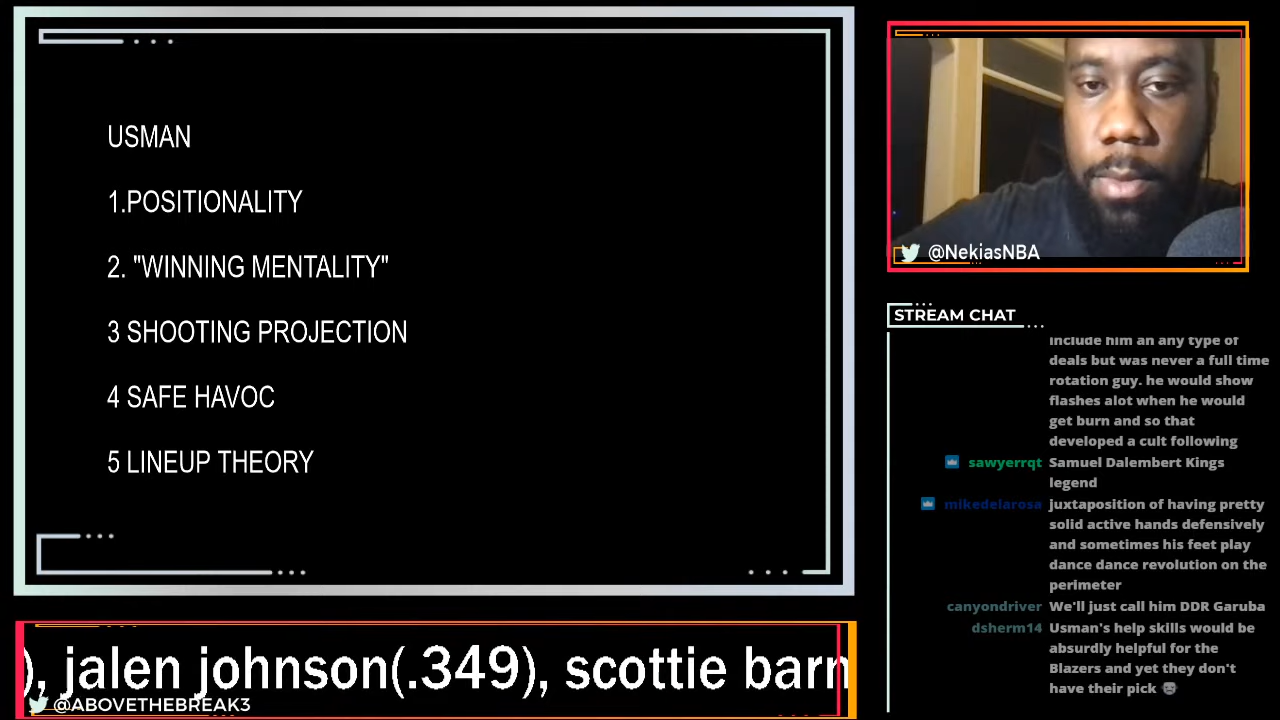 USMAN
1.POSITIONALITY
2. "WINNING MENTALITY"
3 SHOOTING PROJECTION
4 SAFE HAVOC
5 LINEUP THEORY
), jalen johnson(.349), scottie barn
@ABOVETHEBREAK3
@NekiasNBA
STREAM CHAT
include him an any type of
deals but was never a full time
rotation guy. he would show
flashes alot when he would
get burn and so that
developed a cult following
sawyerrqt Samuel Dalembert Kings
legend
mikedelarosa juxtaposition of having pretty
solid active hands defensively
and sometimes his feet play
dance dance revolution on the
perimeter
canyondriver We'll just call him DDR Garuba
dsherm14 Usman's help skills would be
absurdly helpful for the
Blazers and yet they don't
have their pick